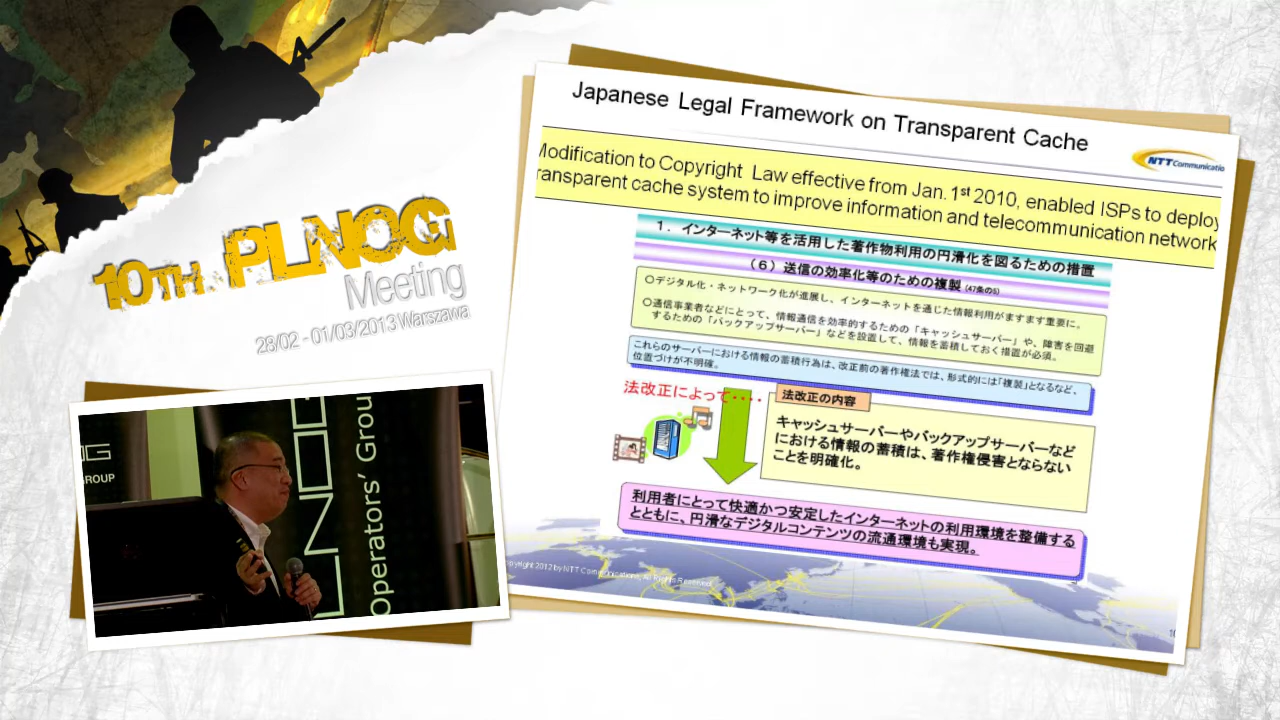 10TH PLNOG
Meeting
28/02 - 01/03/2013 Warszawa
OG
GROUP
LNOG
Operators' Grou
Japanese Legal Framework on Transparent Cache
NTT Communicatio
Modification to Copyright Law effective from Jan. 1st 2010, enabled ISPs to deploy
ransparent cache system to improve information and telecommunication network
1. インターネット等を活用した著作物利用の円滑化を図るための措置
（6）送信の効率化等のための複製 (47条の5)
○デジタル化・ネットワーク化が進展し、インターネットを通じた情報利用がますます重要に。
○通信事業者などにとって、情報通信を効率的するための「キャッシュサーバー」や、障害を回避
するための「バックアップサーバー」などを設置して、情報を蓄積しておく措置が必須。
これらのサーバーにおける情報の蓄積行為は、改正前の著作権法では、形式的には「複製」となるなど、
位置づけが不明確。
法改正によって・・・・
法改正の内容
キャッシュサーバーやバックアップサーバーなど
における情報の蓄積は、著作権侵害とならない
ことを明確化。
利用者にとって快適かつ安定したインターネットの利用環境を整備する
とともに、円滑なデジタルコンテンツの流通環境も実現。
opyright 2012 by NTT Communications, All Rights Reserved